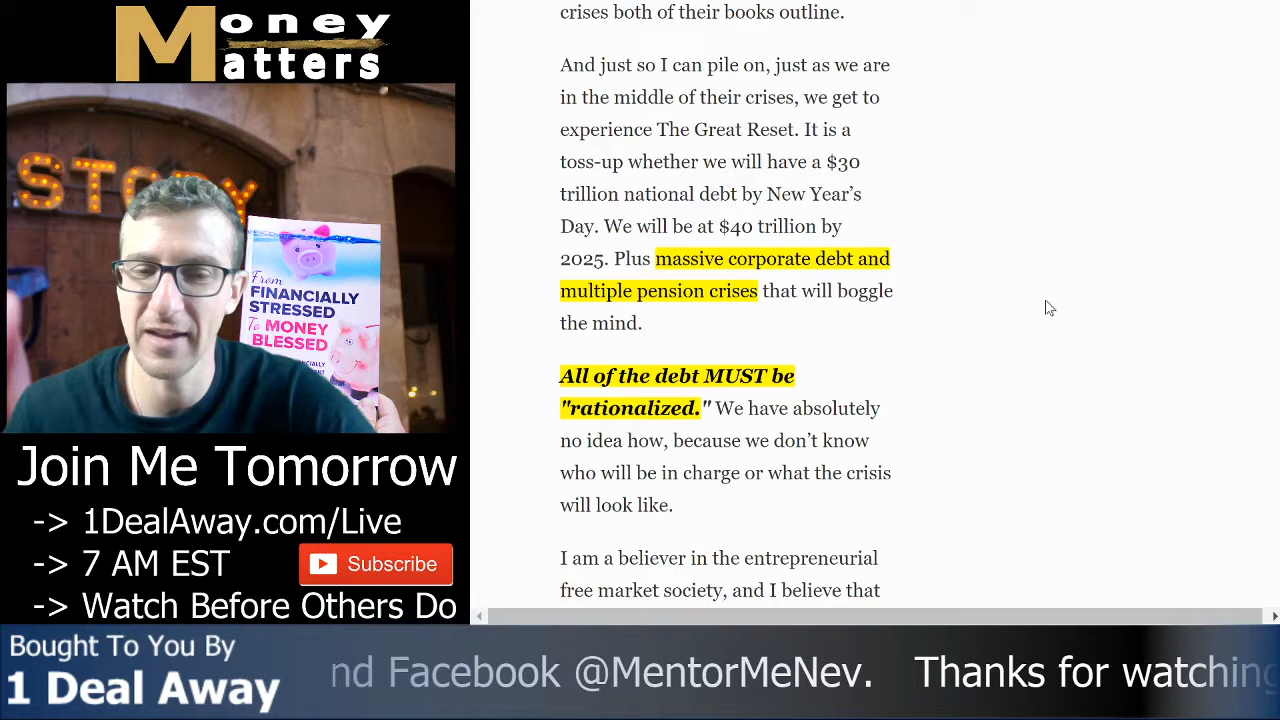 Money
Matters
STORY
From
FINANCIALLY
STRESSED
To MONEY
BLESSED
Join Me Tomorrow
-> 1DealAway.com/Live
-> 7 AM EST
Subscribe
-> Watch Before Others Do
crises both of their books outline.
And just so I can pile on, just as we are
in the middle of their crises, we get to
experience The Great Reset. It is a
toss-up whether we will have a $30
trillion national debt by New Year’s
Day. We will be at $40 trillion by
2025. Plus massive corporate debt and
multiple pension crises that will boggle
the mind.
All of the debt MUST be
"rationalized." We have absolutely
no idea how, because we don’t know
who will be in charge or what the crisis
will look like.
I am a believer in the entrepreneurial
free market society, and I believe that
Bought To You By
1 Deal Away
nd Facebook @MentorMeNev. Thanks for watching